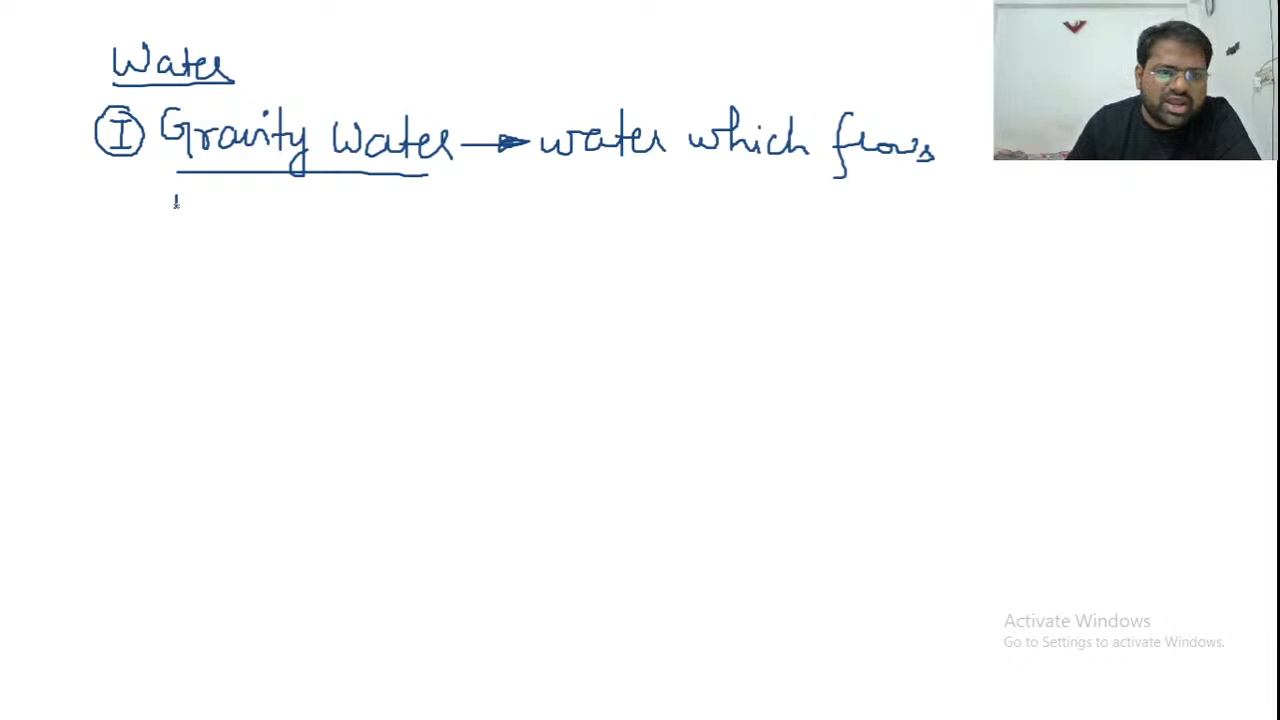 Water
I Gravity Water → water which flows
Activate Windows
Go to Settings to activate Windows.